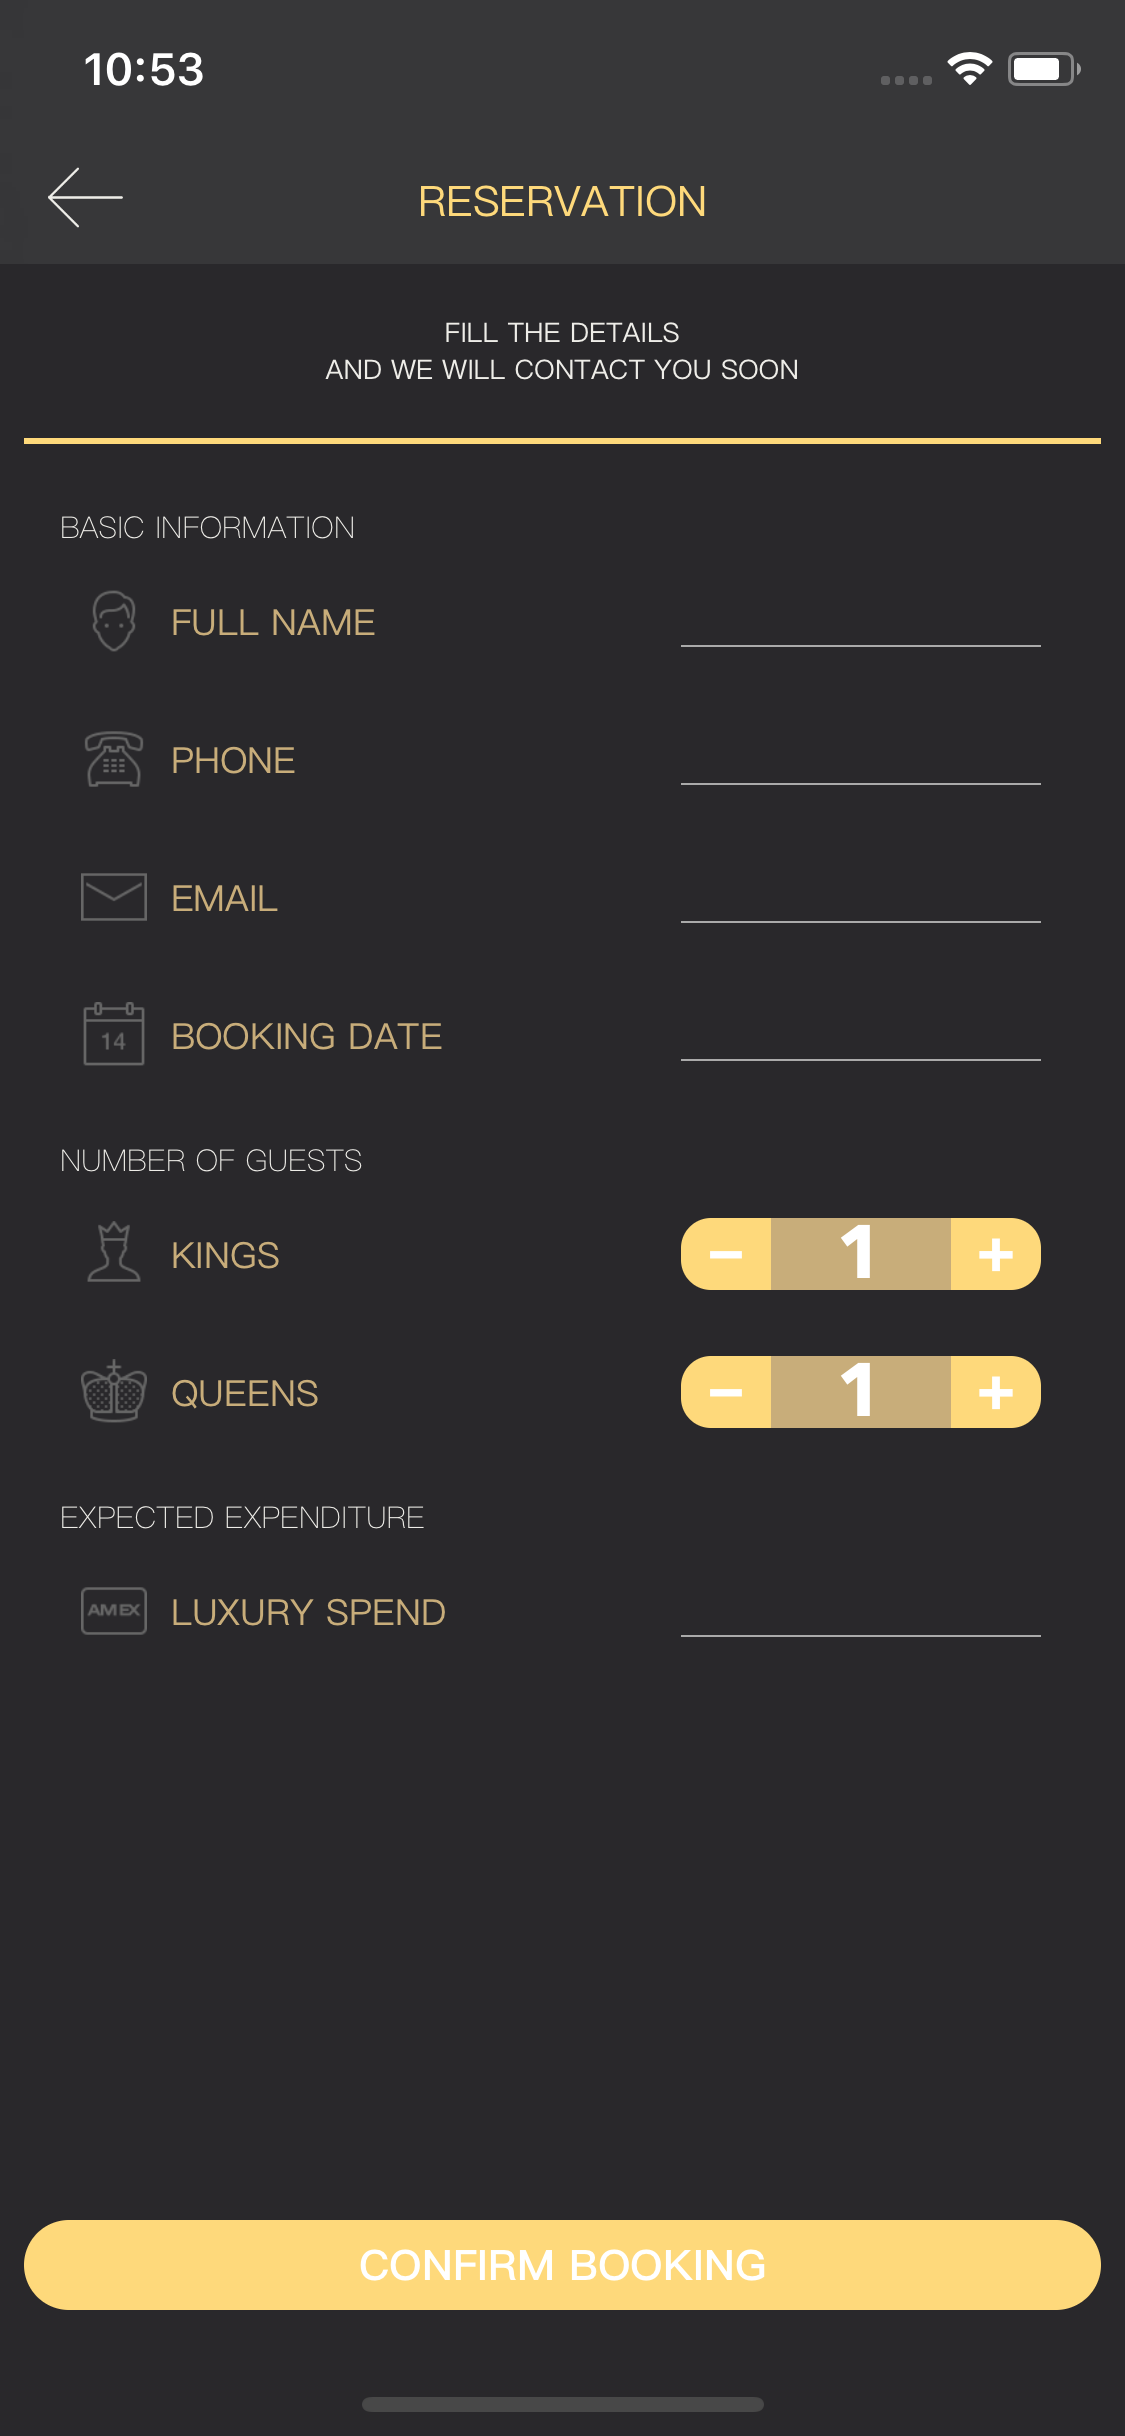 10:53
RESERVATION
FILL THE DETAILS
AND WE WILL CONTACT YOU SOON
BASIC INFORMATION
FULL NAME
PHONE
EMAIL
14
BOOKING DATE
NUMBER OF GUESTS
KINGS
− 1 +
QUEENS
− 1 +
EXPECTED EXPENDITURE
AMEX
LUXURY SPEND
CONFIRM BOOKING